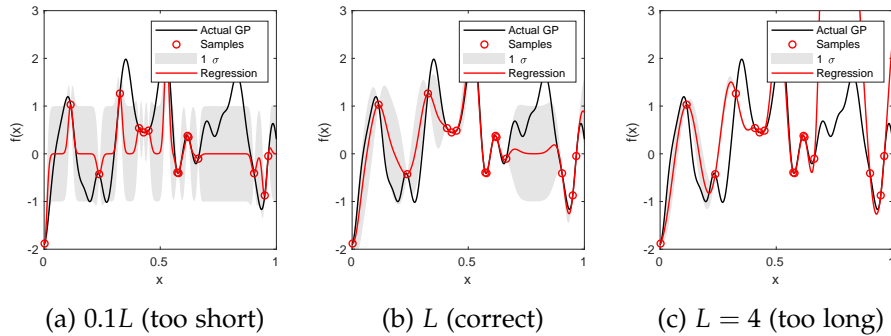 3
2
1
0
-1
-2
f(x)
0
0.5
1
x
Actual GP
Samples
1 σ
Regression
(a) 0.1L (too short)
3
2
1
0
-1
-2
f(x)
0
0.5
1
x
Actual GP
Samples
1 σ
Regression
(b) L (correct)
3
2
1
0
-1
-2
f(x)
0
0.5
1
x
Actual GP
Samples
1 σ
Regression
(c) L = 4 (too long)